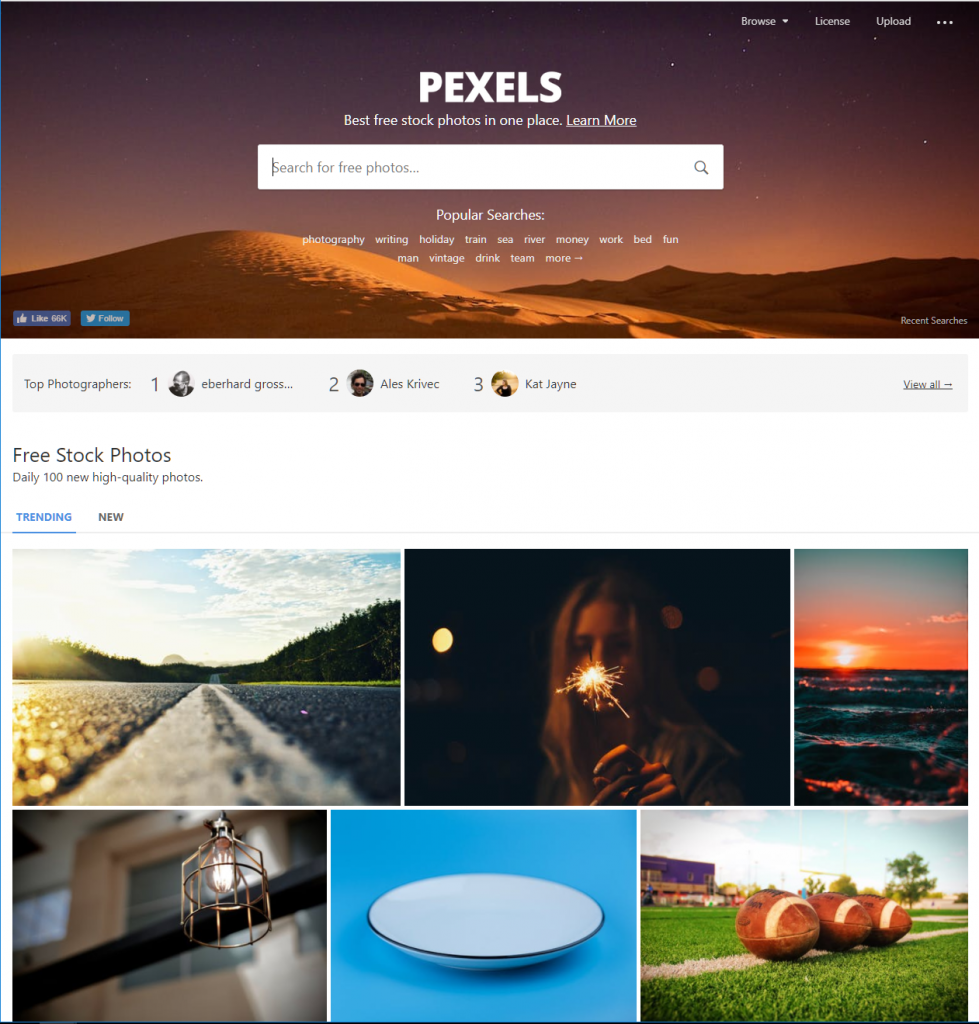 Browse License Upload •••
PEXELS
Best free stock photos in one place. Learn More
Search for free photos...
Popular Searches:
photography writing holiday train sea river money work bed fun
man vintage drink team more →
Like 66K Follow
Recent Searches
Top Photographers: 1 eberhard gross... 2 Ales Krivec 3 Kat Jayne View all →
Free Stock Photos
Daily 100 new high-quality photos.
TRENDING NEW